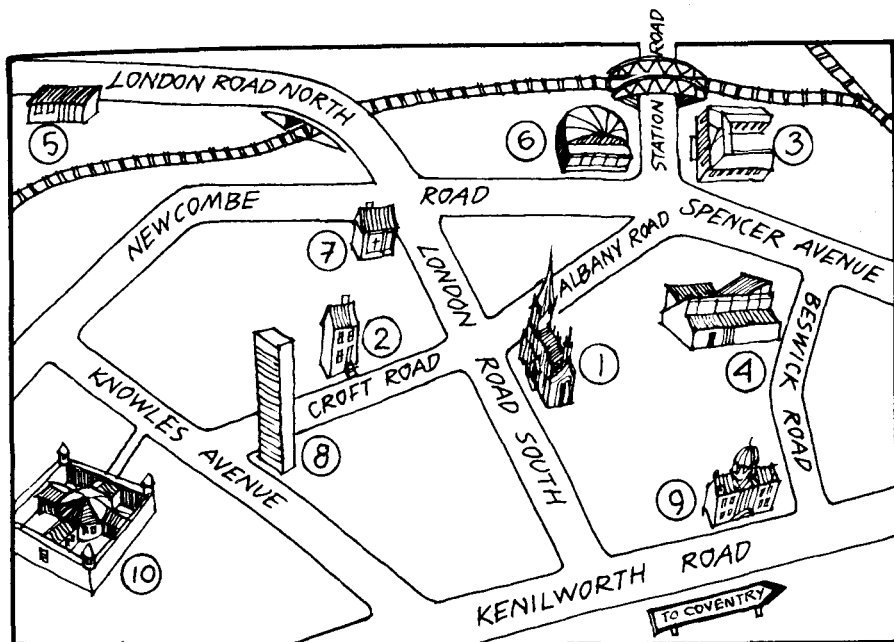 LONDON ROAD NORTH
STATION ROAD
5
6
3
NEWCOMBE ROAD
ALBANY ROAD
SPENCER AVENUE
7
LONDON ROAD SOUTH
2
1
4
BESWICK ROAD
CROFT ROAD
KNOWLES AVENUE
8
9
10
KENILWORTH ROAD
TO COVENTRY